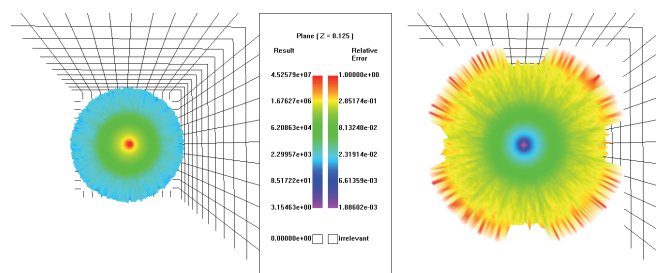 Plane ( Z = 0.125 )
Result Relative Error
4.52579e+07 1.00000e+00
1.67627e+06 2.85174e-01
6.20863e+04 8.13240e-02
2.29957e+03 2.31914e-02
8.51722e+01 6.61359e-03
3.15463e+00 1.88602e-03
0.00000e+00 irrelevant